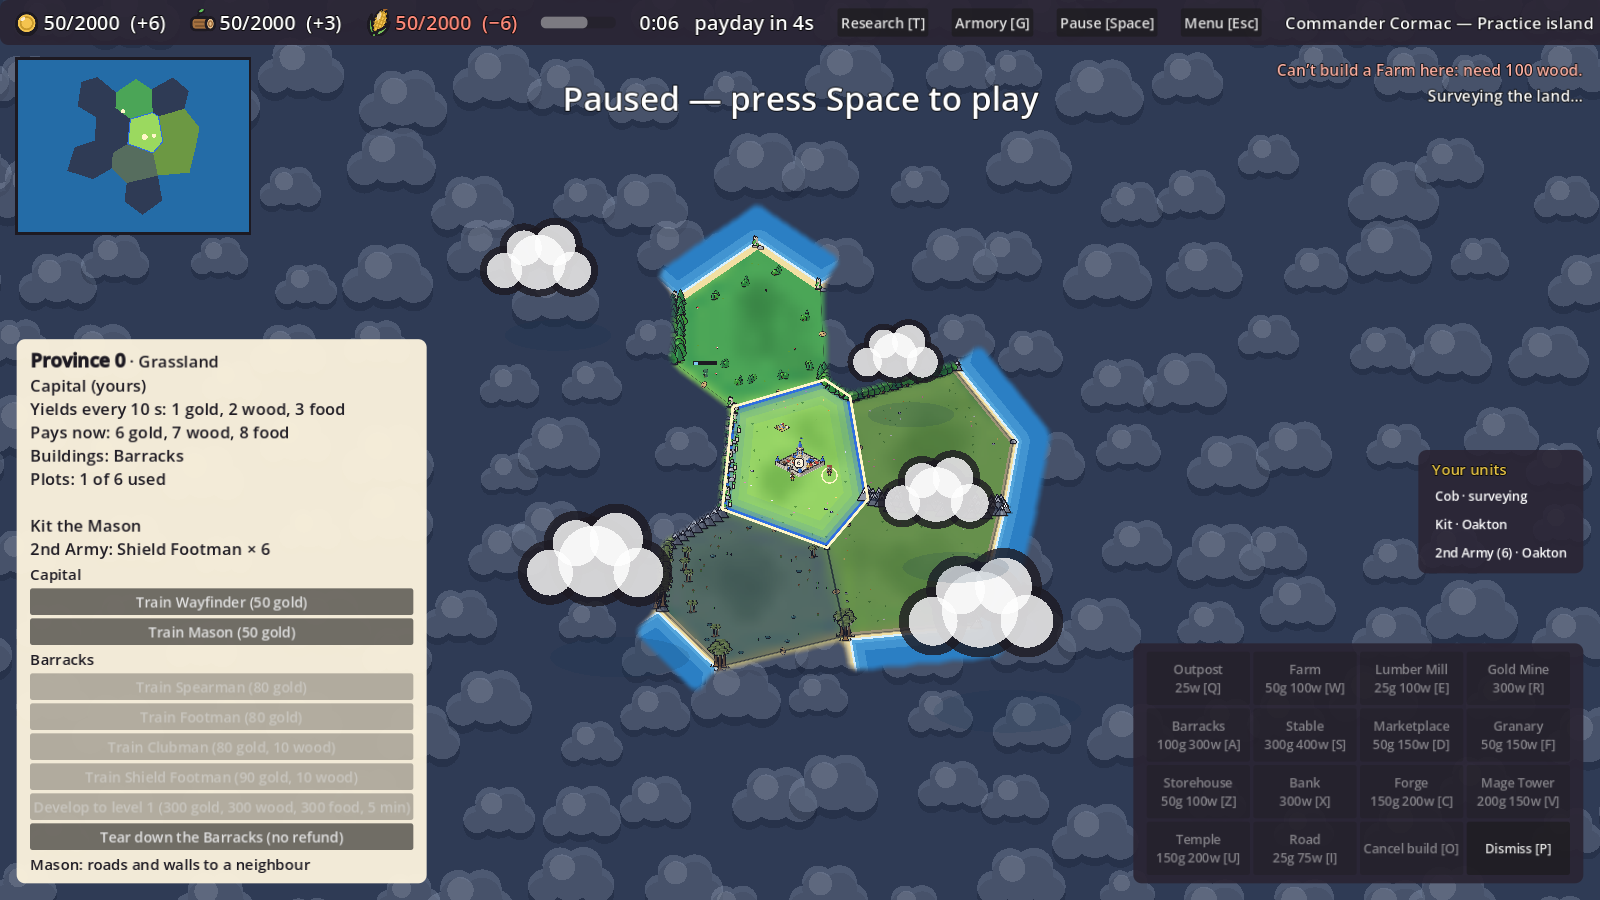 50/2000 (+6) 50/2000 (+3) 50/2000 (−6) 0:06 payday in 4s Research [T] Armory [G] Pause [Space] Menu [Esc] Commander Cormac — Practice island
Can't build a Farm here: need 100 wood.
Surveying the land...
Paused — press Space to play
Province 0 · Grassland
Capital (yours)
Yields every 10 s: 1 gold, 2 wood, 3 food
Pays now: 6 gold, 7 wood, 8 food
Buildings: Barracks
Plots: 1 of 6 used
Kit the Mason
2nd Army: Shield Footman × 6
Capital
Train Wayfinder (50 gold)
Train Mason (50 gold)
Barracks
Train Spearman (80 gold)
Train Footman (80 gold)
Train Clubman (80 gold, 10 wood)
Train Shield Footman (90 gold, 10 wood)
Develop to level 1 (300 gold, 300 wood, 300 food, 5 min)
Tear down the Barracks (no refund)
Mason: roads and walls to a neighbour
Your units
Cob · surveying
Kit · Oakton
2nd Army (6) · Oakton
Outpost Farm Lumber Mill Gold Mine
25w [Q] 50g 100w [W] 25g 100w [E] 300w [R]
Barracks Stable Marketplace Granary
100g 300w [A] 300g 400w [S] 50g 150w [D] 50g 150w [F]
Storehouse Bank Forge Mage Tower
50g 100w [Z] 300w [X] 150g 200w [C] 200g 150w [V]
Temple Road Cancel build [O] Dismiss [P]
150g 200w [U] 25g 75w [I]